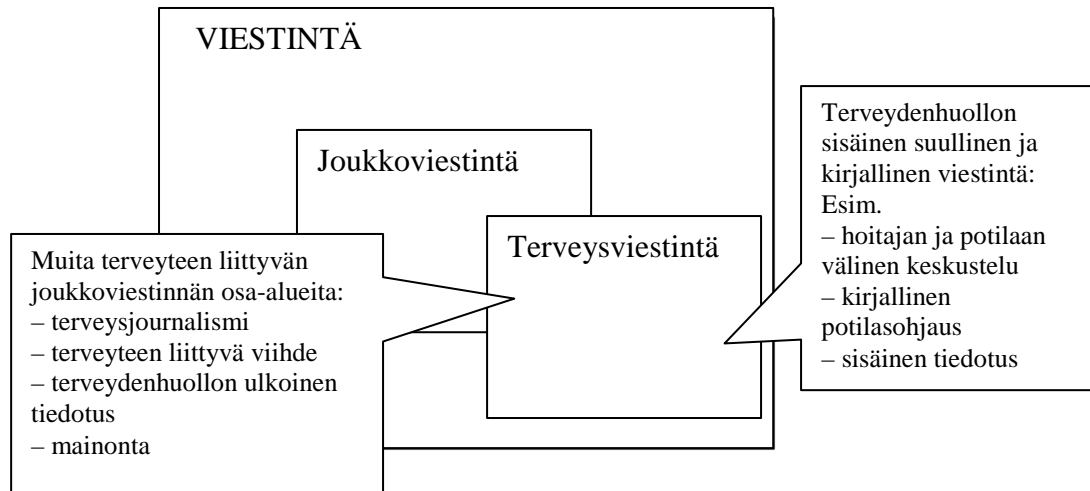 VIESTINTÄ
Joukkoviestintä
Terveysviestintä
Muita terveyteen liittyvän
joukkoviestinnän osa-alueita:
– terveysjournalismi
– terveyteen liittyvä viihde
– terveydenhuollon ulkoinen
tiedotus
– mainonta
Terveydenhuollon
sisäinen suullinen ja
kirjallinen viestintä:
Esim.
– hoitajan ja potilaan
välinen keskustelu
– kirjallinen
potilasohjaus
– sisäinen tiedotus